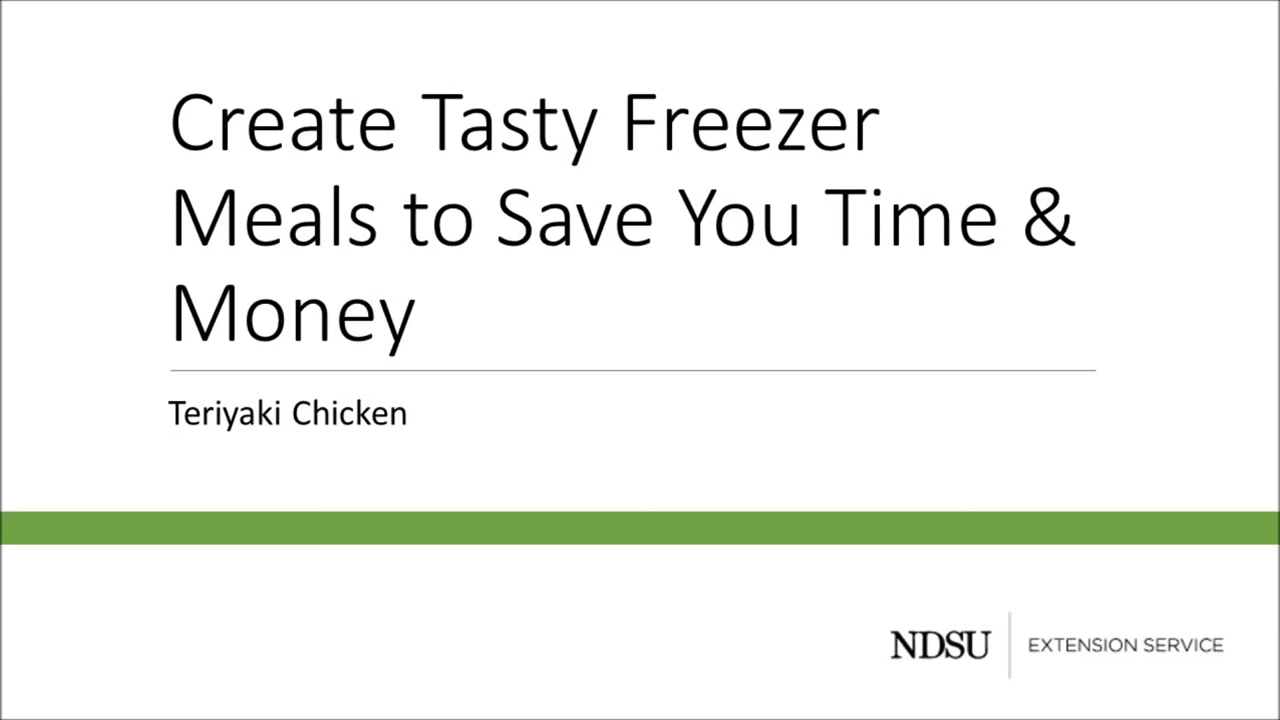 Create Tasty Freezer
Meals to Save You Time &
Money
Teriyaki Chicken
NDSU EXTENSION SERVICE